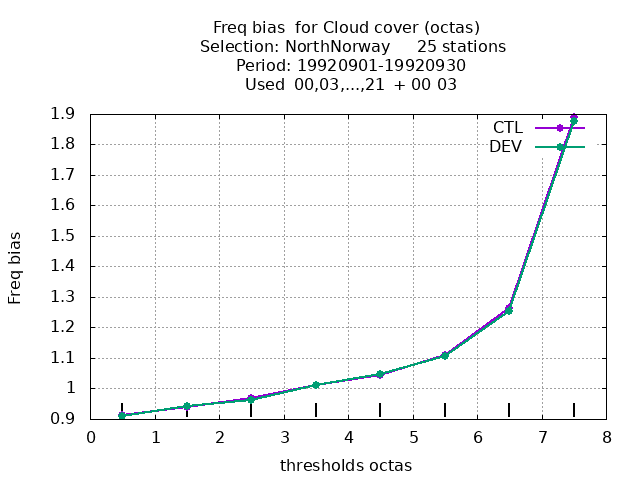 Freq bias  for Cloud cover (octas)
Selection: NorthNorway     25 stations
Period: 19920901-19920930
Used  00,03,...,21  + 00 03
1.9
1.8
1.7
1.6
1.5
1.4
1.3
1.2
1.1
1
0.9
Freq bias
CTL
DEV
0 1 2 3 4 5 6 7 8
thresholds octas